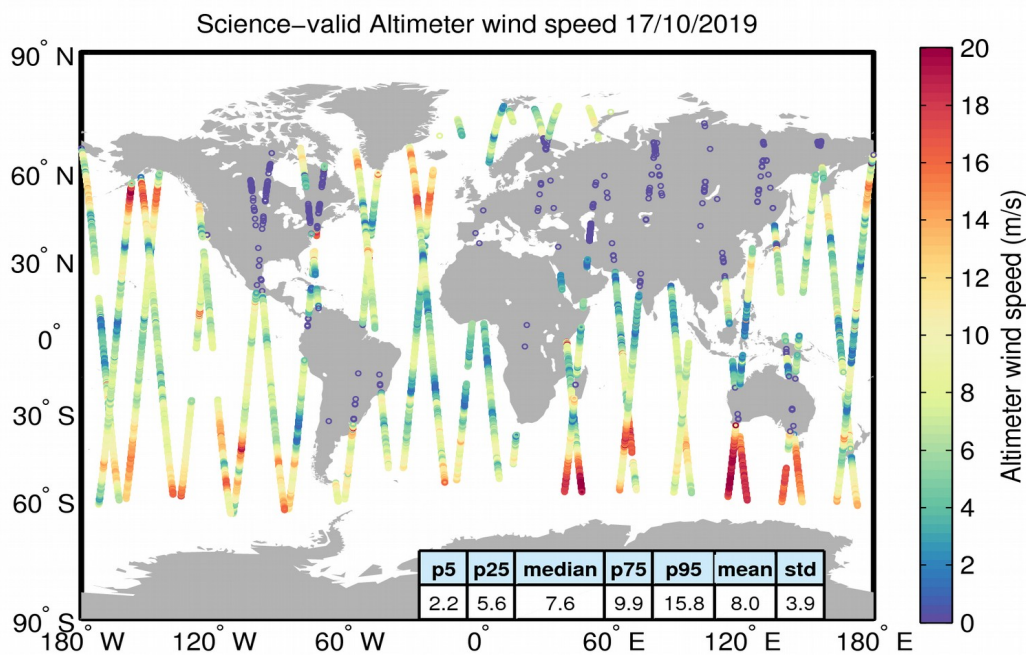 Science−valid Altimeter wind speed 17/10/2019
90° N
60° N
30° N
0°
30° S
60° S
90° S
180° W
120° W
60° W
0°
60° E
120° E
180° E
p5 p25 median p75 p95 mean std
2.2 5.6 7.6 9.9 15.8 8.0 3.9
20
18
16
14
12
10
8
6
4
2
0
Altimeter wind speed (m/s)